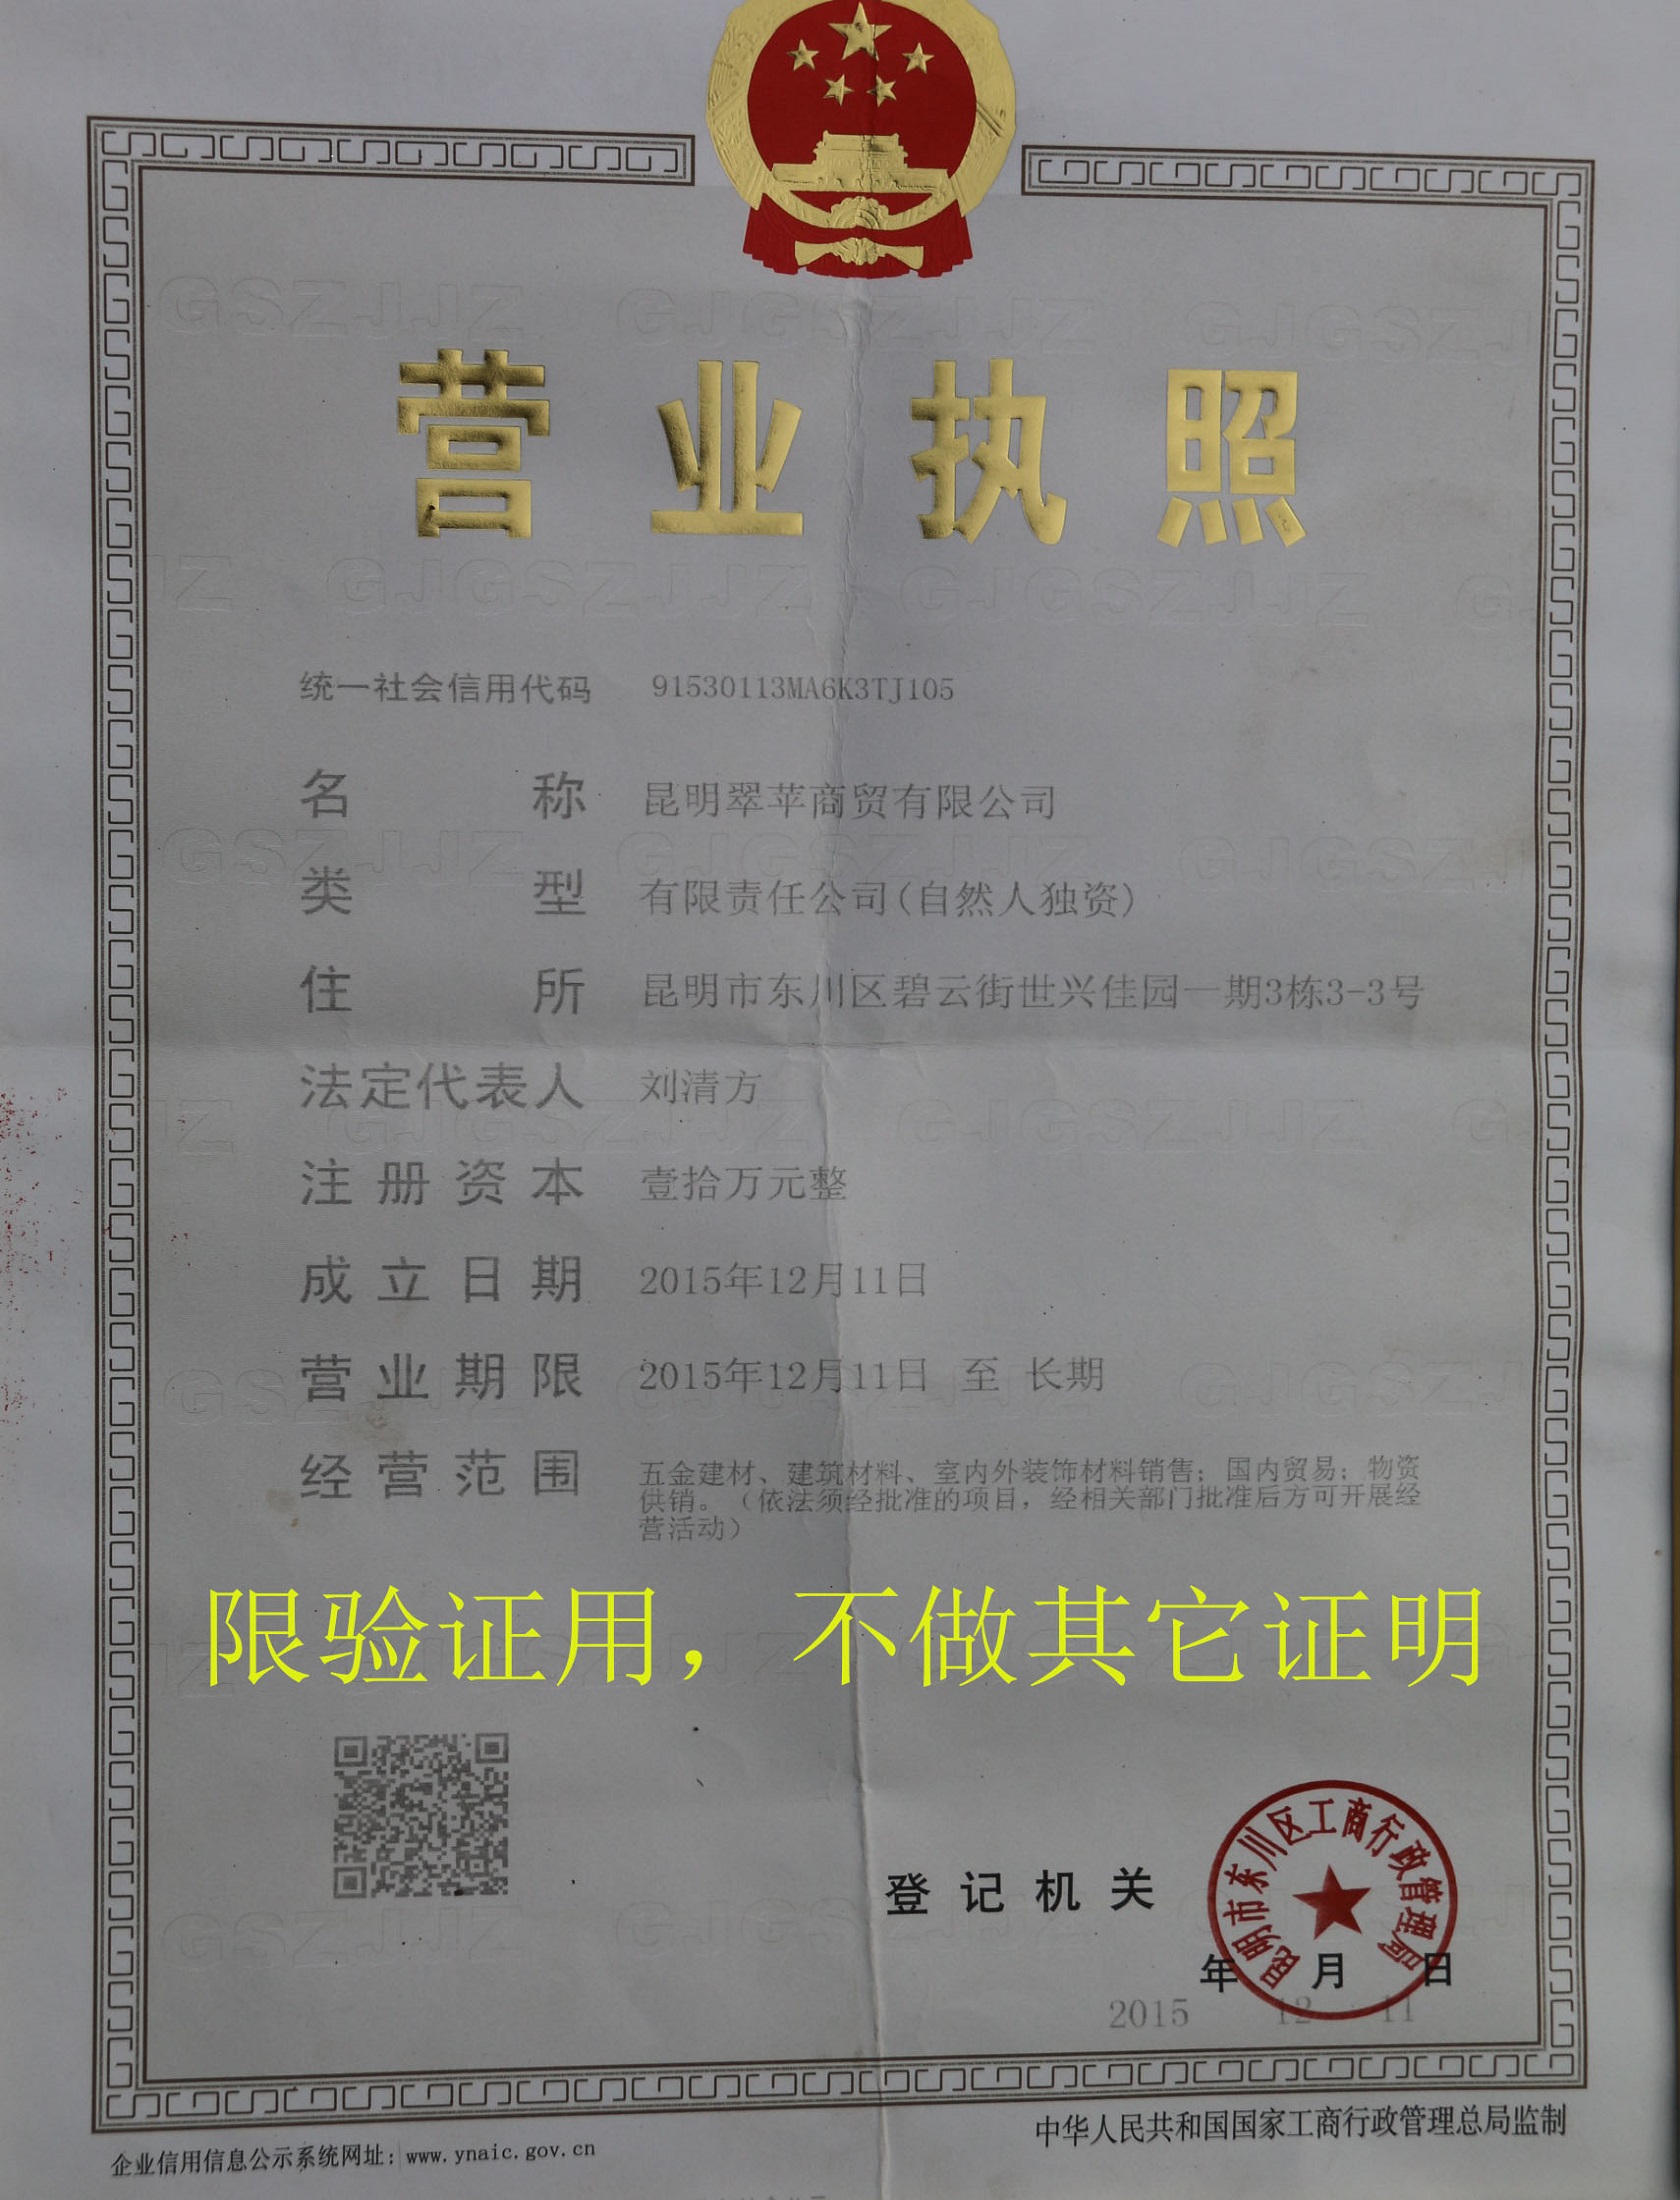 营业执照
统一社会信用代码 91530113MA6K3TJ105
名称 昆明翠苹商贸有限公司
类型 有限责任公司(自然人独资)
住所 昆明市东川区碧云街世兴佳园一期3栋3-3号
法定代表人 刘清方
注册资本 壹拾万元整
成立日期 2015年12月11日
营业期限 2015年12月11日 至 长期
经营范围 五金建材、建筑材料、室内外装饰材料销售；国内贸易；物资
供销。（依法须经批准的项目，经相关部门批准后方可开展经
营活动）
限验证用，不做其它证明
登记机关
昆明市东川区工商行政管理局
年 月 日
2015 12 11
企业信用信息公示系统网址：www.ynaic.gov.cn
中华人民共和国国家工商行政管理总局监制